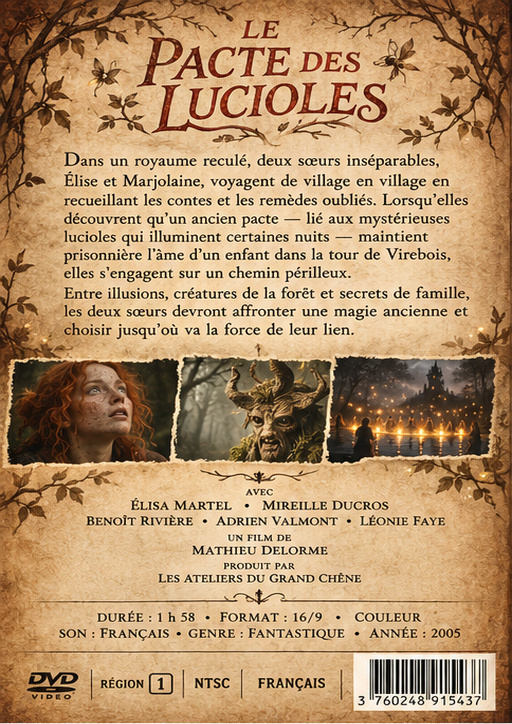 LE
PACTE DES
LUCIOLES
Dans un royaume reculé, deux sœurs inséparables,
Élise et Marjolaine, voyagent de village en village en
recueillant les contes et les remèdes oubliés. Lorsqu'elles
découvrent qu'un ancien pacte — lié aux mystérieuses
lucioles qui illuminent certaines nuits — maintient
prisonnière l'âme d'un enfant dans la tour de Virebois,
elles s'engagent sur un chemin périlleux.
Entre illusions, créatures de la forêt et secrets de famille,
les deux sœurs devront affronter une magie ancienne et
choisir jusqu'où va la force de leur lien.
AVEC
ÉLISA MARTEL • MIREILLE DUCROS
BENOÎT RIVIÈRE • ADRIEN VALMONT • LÉONIE FAYE
UN FILM DE
MATHIEU DELORME
PRODUIT PAR
LES ATELIERS DU GRAND CHÊNE
DURÉE : 1 h 58 • FORMAT : 16/9 • COULEUR
SON : FRANÇAIS • GENRE : FANTASTIQUE • ANNÉE : 2005
DVD
VIDEO
RÉGION 1
NTSC
FRANÇAIS
3 760248 915437